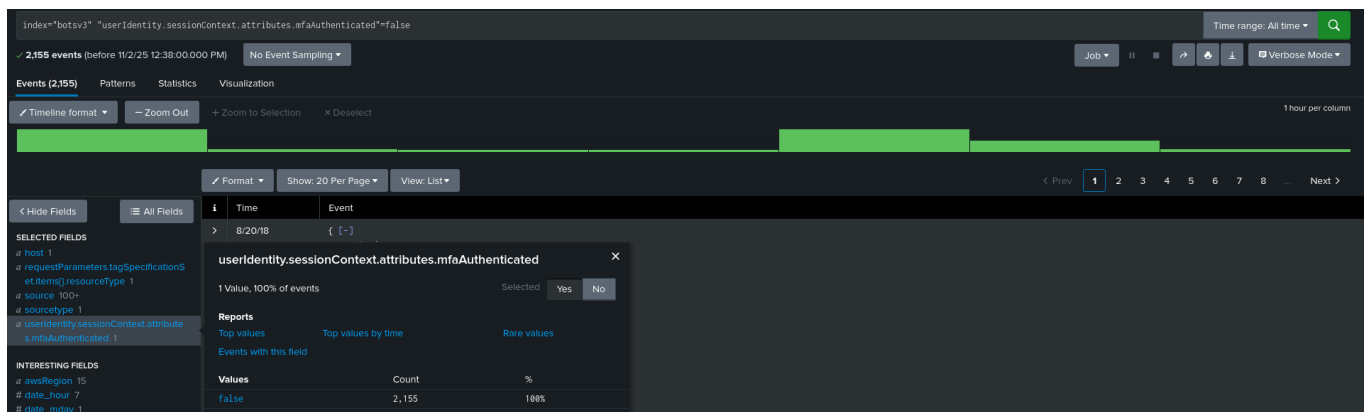 index="botsv3" "userIdentity.sessionContext.attributes.mfaAuthenticated"=false
Time range: All time
2,155 events (before 11/2/25 12:38:00.000 PM)
No Event Sampling
Job
Verbose Mode
Events (2,155)
Patterns
Statistics
Visualization
Timeline format
— Zoom Out
+ Zoom to Selection
× Deselect
1 hour per column
Format
Show: 20 Per Page
View: List
< Prev
1
2
3
4
5
6
7
8
...
Next >
< Hide Fields
All Fields
i
Time
Event
SELECTED FIELDS
a host 1
a requestParameters.tagSpecificationS
et.items{}.resourceType 1
a source 100+
a sourcetype 1
a userIdentity.sessionContext.attribute
s.mfaAuthenticated 1
INTERESTING FIELDS
a awsRegion 15
# date_hour 7
# date_mday 1
>
8/20/18
{ [-]
userIdentity.sessionContext.attributes.mfaAuthenticated
×
1 Value, 100% of events
Selected
Yes
No
Reports
Top values
Top values by time
Rare values
Events with this field
Values
Count
%
false
2,155
100%